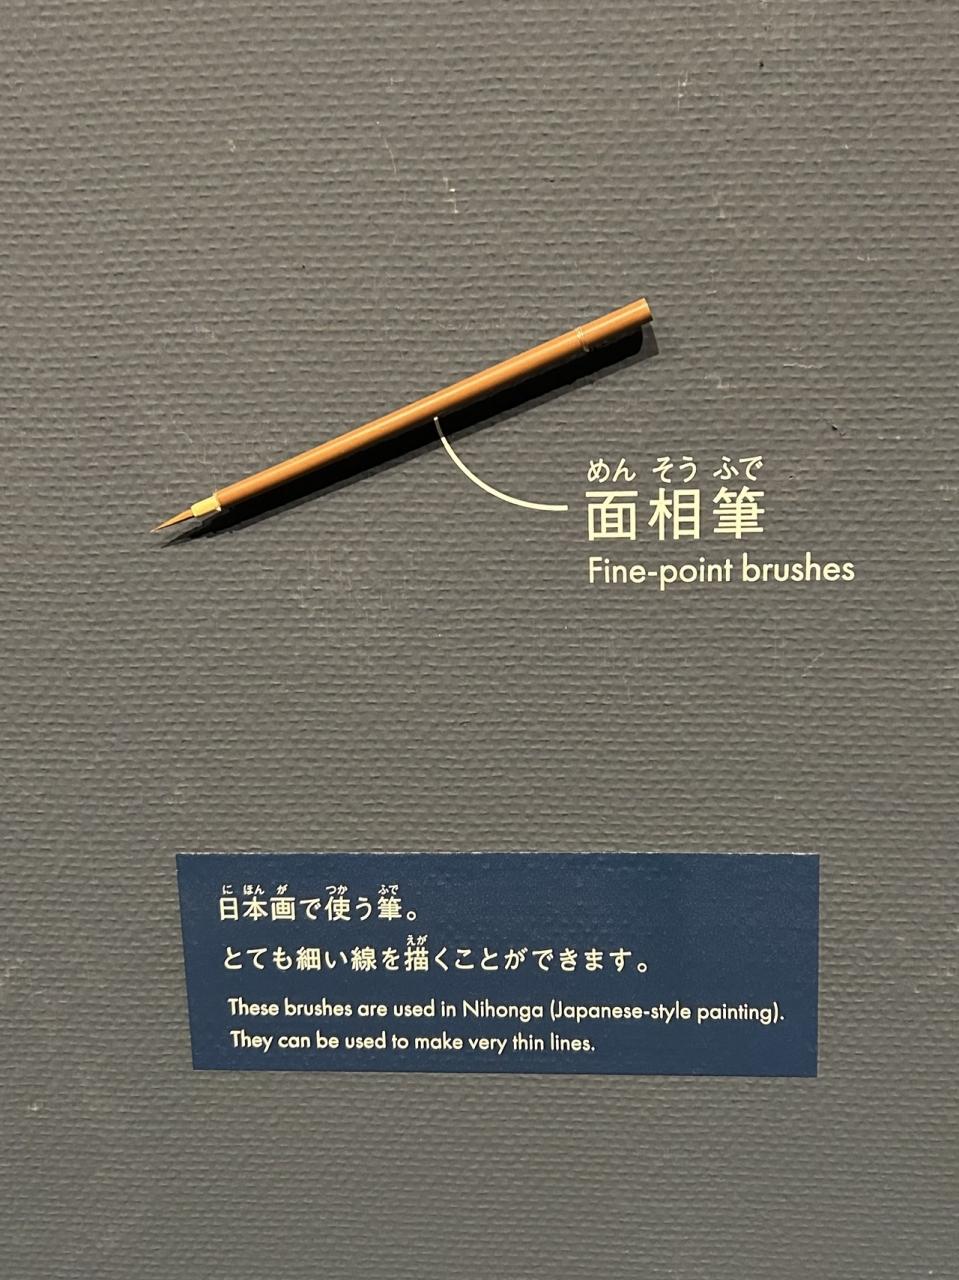 めん そう ふで
面相筆
Fine-point brushes
に ほん が つか ふで
日本画で使う筆。
えが
とても細い線を描くことができます。
These brushes are used in Nihonga (Japanese-style painting).
They can be used to make very thin lines.